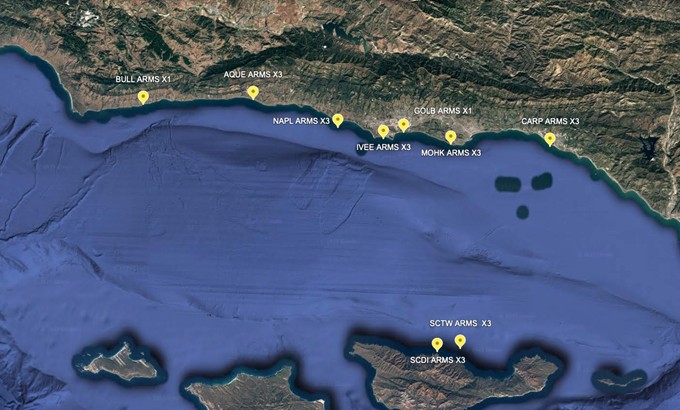 BULL ARMS X1
AQUE ARMS X3
NAPL ARMS X3
GOLB ARMS X1
CARP ARMS X3
IVEE ARMS X3
MOHK ARMS X3
SCTW ARMS  X3
SCDI ARMS X3